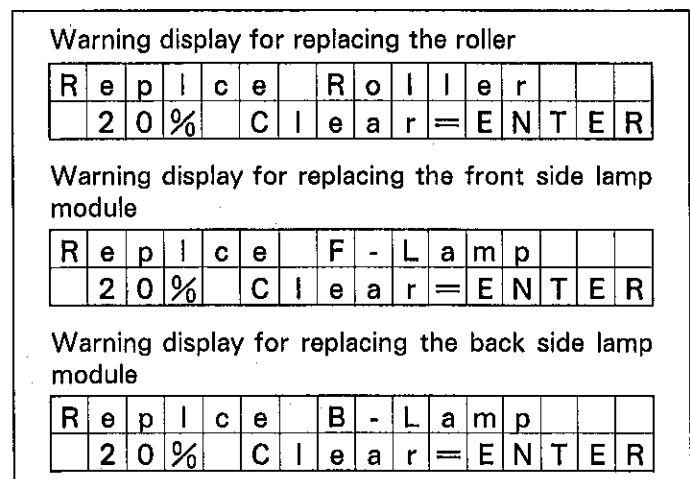 Warning display for replacing the roller
Replce Roller
20% Clear=ENTER
Warning display for replacing the front side lamp
module
Replce F-Lamp
20% Clear=ENTER
Warning display for replacing the back side lamp
module
Replce B-Lamp
20% Clear=ENTER